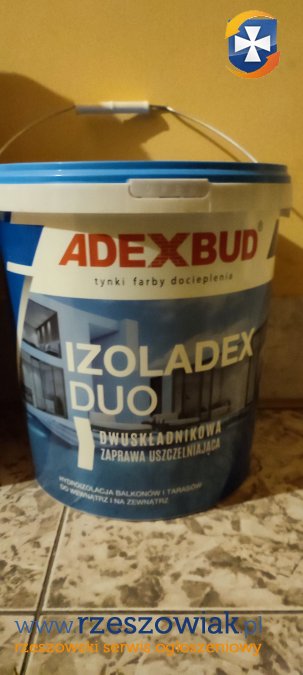 ADEXBUD®
tynki farby docieplenia
IZOLADEX
DUO
DWUSKŁADNIKOWA
ZAPRAWA USZCZELNIAJĄCA
HYDROIZOLACJA BALKONÓW I TARASÓW
DO WEWNĄTRZ I NA ZEWNĄTRZ
www.rzeszowiak.pl
rzeszowski serwis ogłoszeniowy